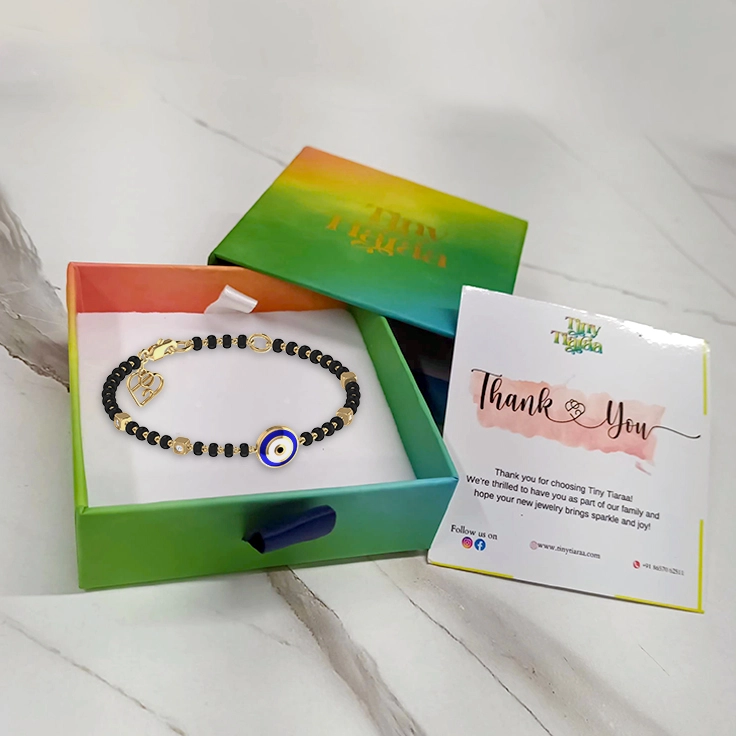 Tiny
Tiaraa
Tiny
Tiaraa
Thank You
Thank you for choosing Tiny Tiaraa!
We're thrilled to have you as part of our family and
hope your new jewelry brings sparkle and joy!
Follow us on
www.tinytiaraa.com
+91